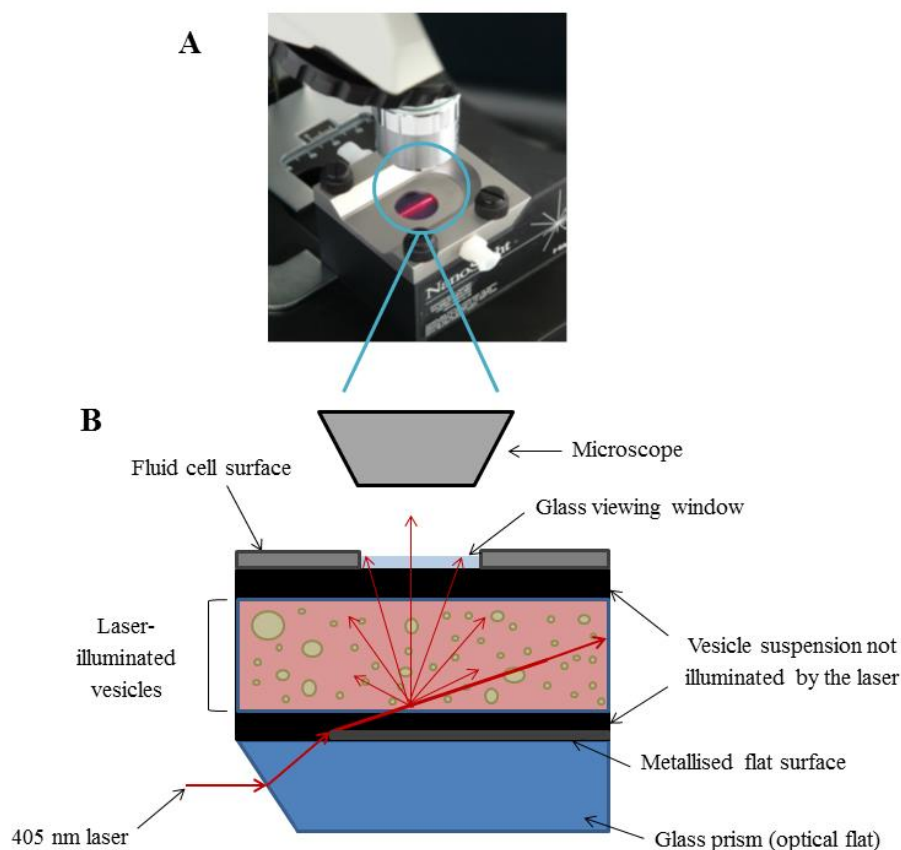 A
NanoSight
B
Microscope
Fluid cell surface
Glass viewing window
Laser-
illuminated
vesicles
Vesicle suspension not
illuminated by the laser
Metallised flat surface
405 nm laser
Glass prism (optical flat)